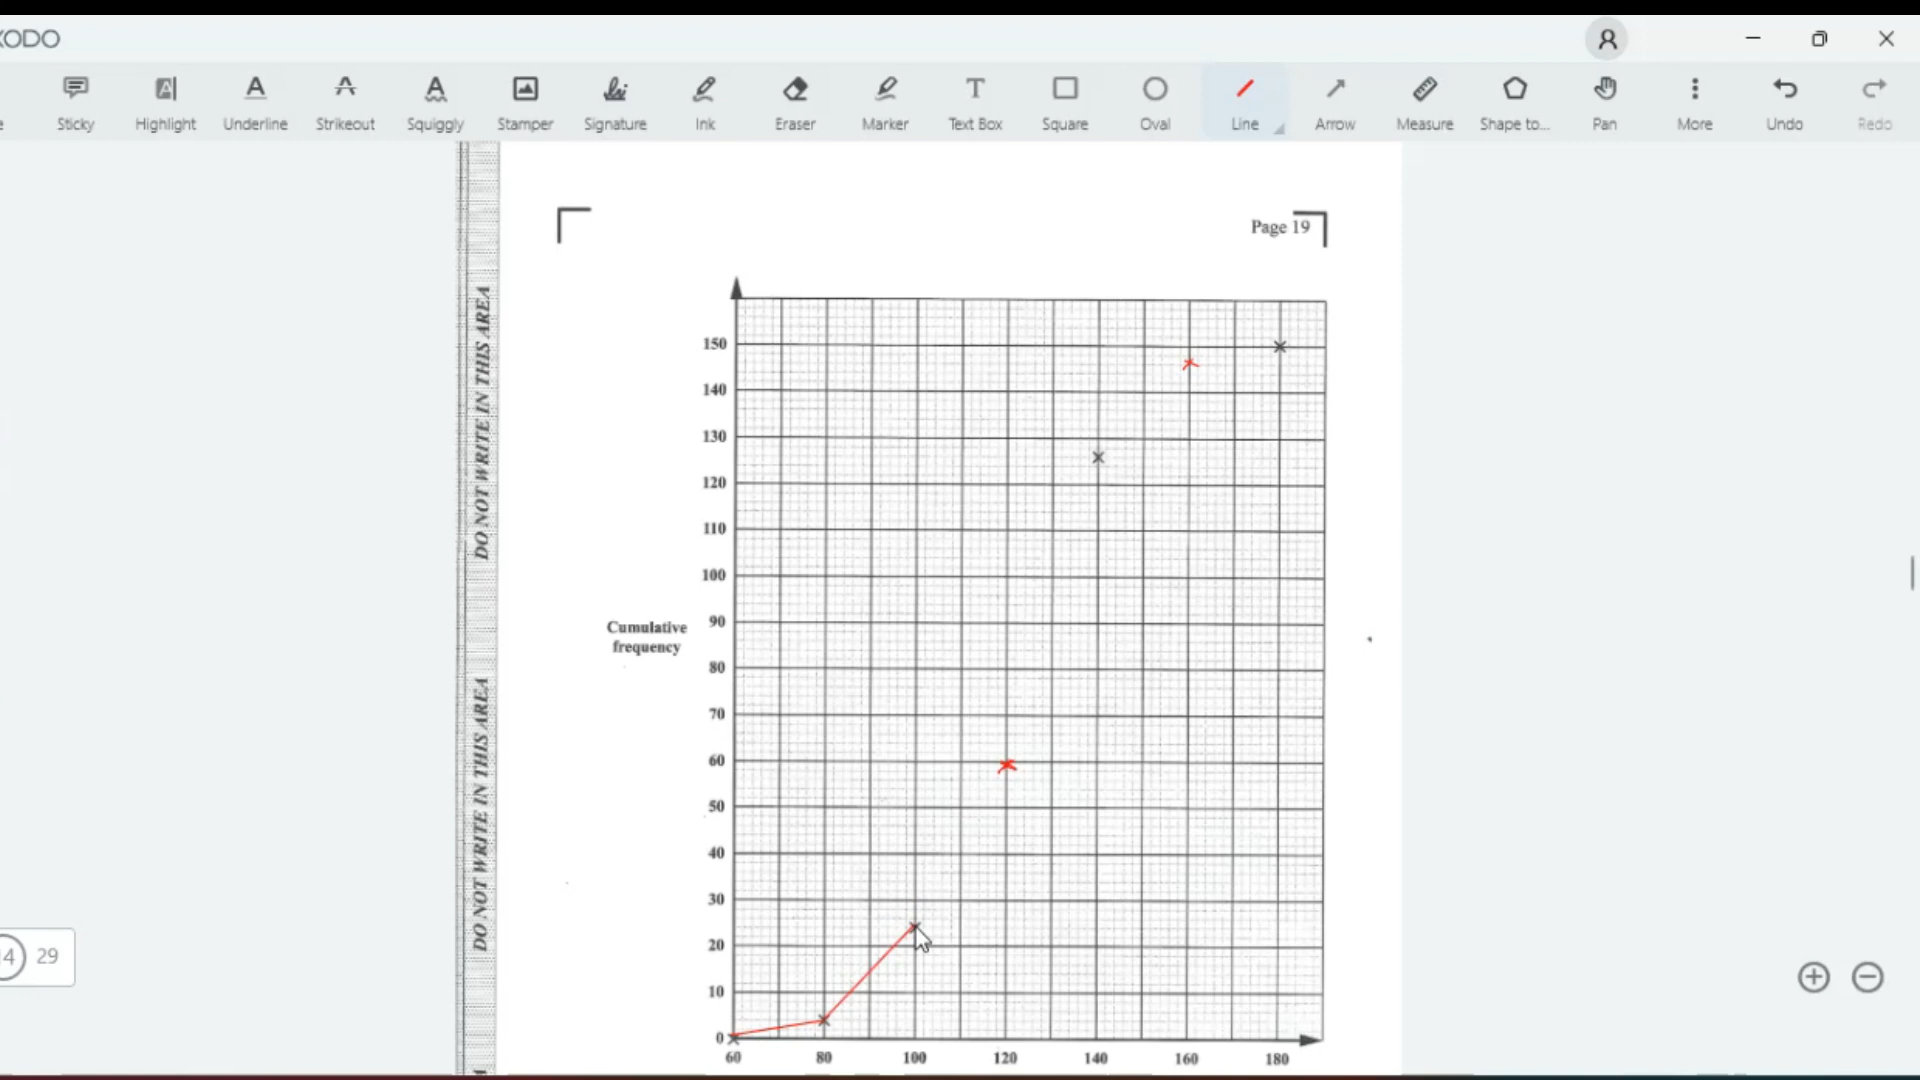 XODO
Sticky Highlight Underline Strikeout Squiggly Stamper Signature Ink Eraser Marker Text Box Square Oval Line Arrow Measure Shape to... Pan More Undo Redo
Page 19
DO NOT WRITE IN THIS AREA
DO NOT WRITE IN THIS AREA
150
140
130
120
110
100
90
Cumulative
frequency
80
70
60
50
40
30
20
10
0
60 80 100 120 140 160 180
29